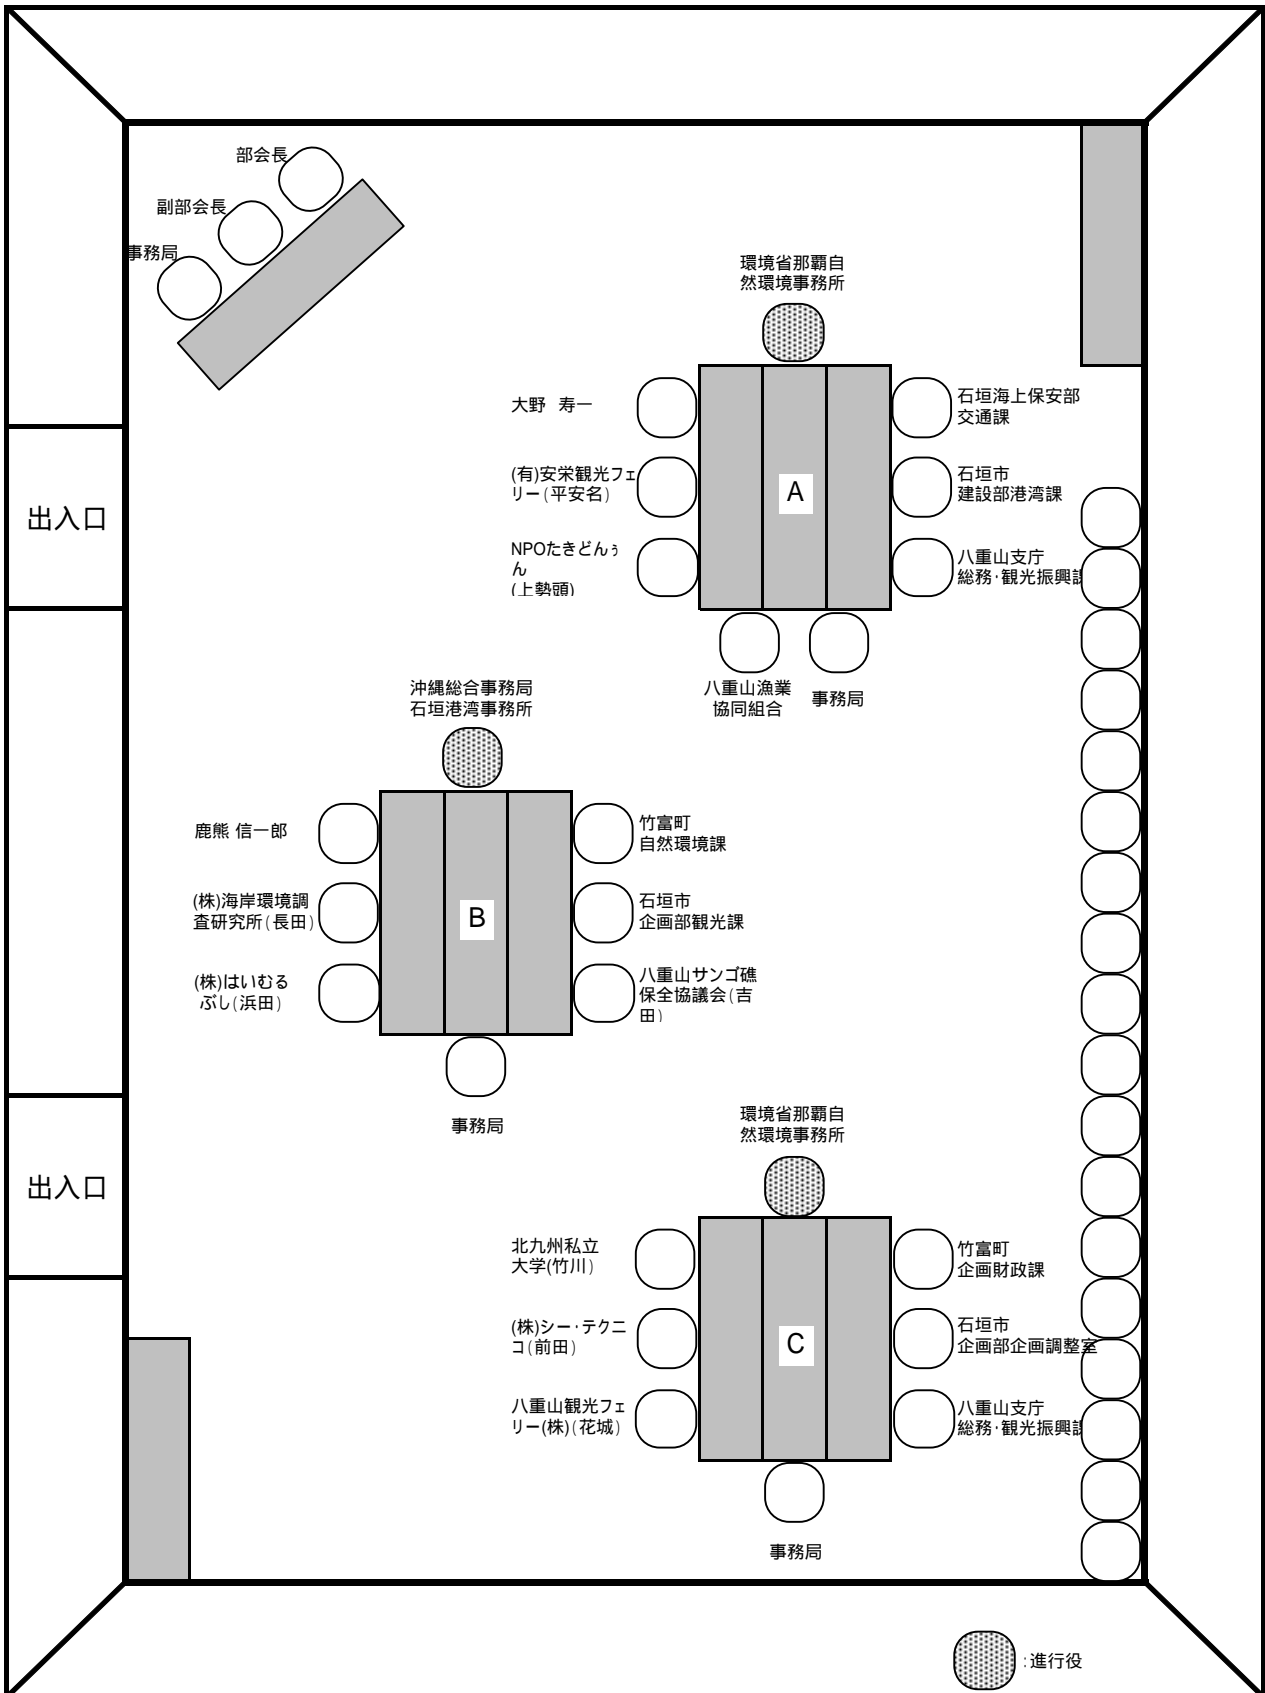 部会長
副部会長
事務局
出入口
出入口
環境省那覇自
然環境事務所
大野 寿一
(有)安栄観光フェ
リー(平安名)
NPOたきどんぅ
ん
(上勢頭)
A
石垣海上保安部
交通課
石垣市
建設部港湾課
八重山支庁
総務・観光振興課
八重山漁業
協同組合
事務局
沖縄総合事務局
石垣港湾事務所
鹿熊 信一郎
(株)海岸環境調
査研究所(長田)
(株)はいむる
ぶし(浜田)
B
竹富町
自然環境課
石垣市
企画部観光課
八重山サンゴ礁
保全協議会(吉
田)
事務局
環境省那覇自
然環境事務所
北九州私立
大学(竹川)
(株)シー・テクニ
コ(前田)
八重山観光フェ
リー(株)(花城)
C
竹富町
企画財政課
石垣市
企画部企画調整室
八重山支庁
総務・観光振興課
事務局
:進行役